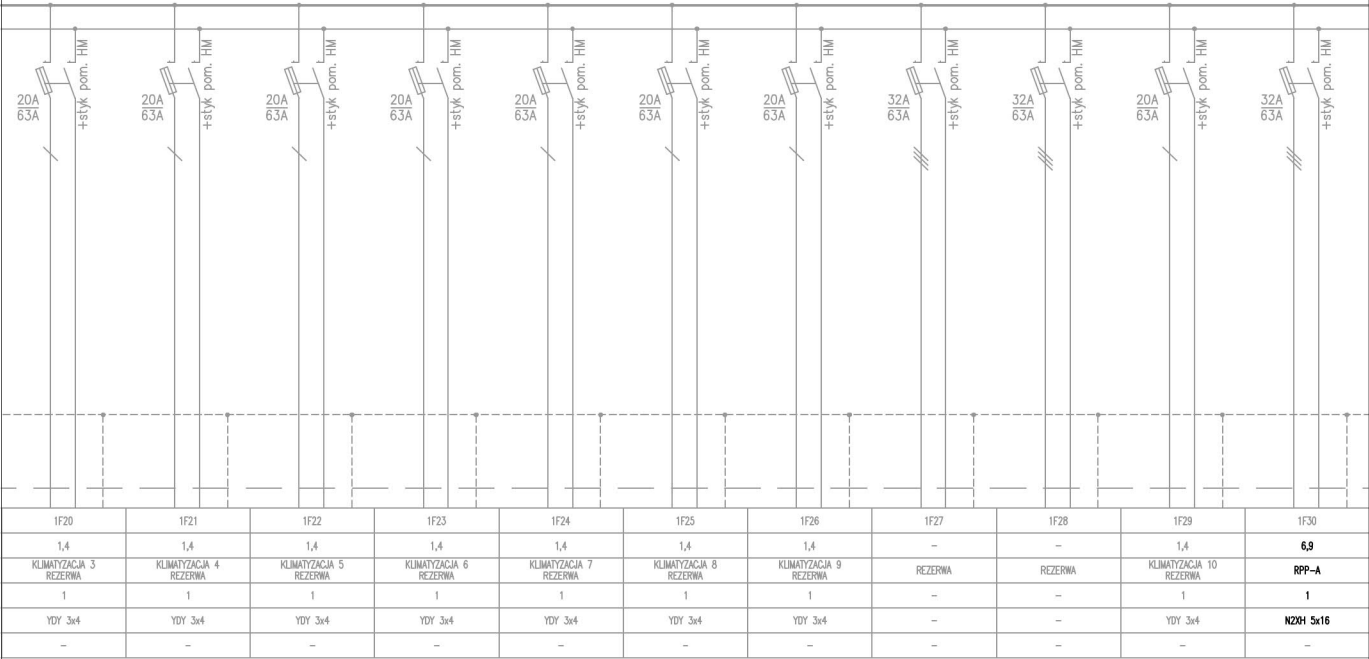 +styk pom. HM
+styk pom. HM
+styk pom. HM
+styk pom. HM
+styk pom. HM
+styk pom. HM
+styk pom. HM
+styk pom. HM
+styk pom. HM
+styk pom. HM
+styk pom. HM
20A 20A 20A 20A 20A 20A 20A 32A 32A 20A 32A
63A 63A 63A 63A 63A 63A 63A 63A 63A 63A 63A
1F20 1F21 1F22 1F23 1F24 1F25 1F26 1F27 1F28 1F29 1F30
1,4 1,4 1,4 1,4 1,4 1,4 1,4 - - 1,4 6,9
KLIMATYZACJA 3 KLIMATYZACJA 4 KLIMATYZACJA 5 KLIMATYZACJA 6 KLIMATYZACJA 7 KLIMATYZACJA 8 KLIMATYZACJA 9 REZERWA REZERWA KLIMATYZACJA 10 RPP-A
REZERWA REZERWA REZERWA REZERWA REZERWA REZERWA REZERWA REZERWA
1 1 1 1 1 1 1 - - 1 1
YDY 3x4 YDY 3x4 YDY 3x4 YDY 3x4 YDY 3x4 YDY 3x4 YDY 3x4 - - YDY 3x4 N2XH 5x16
- - - - - - - - - - -